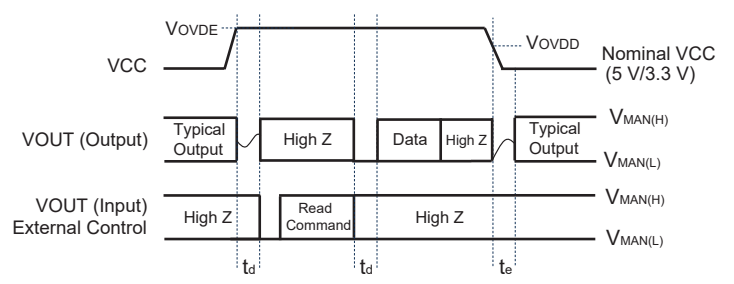 VOVDE
VOVDD
VCC
Nominal VCC
(5 V/3.3 V)
VOUT (Output)
Typical
Output
High Z
Data
High Z
Typical
Output
VMAN(H)
VMAN(L)
VOUT (Input)
External Control
High Z
Read
Command
High Z
VMAN(H)
VMAN(L)
td
td
te